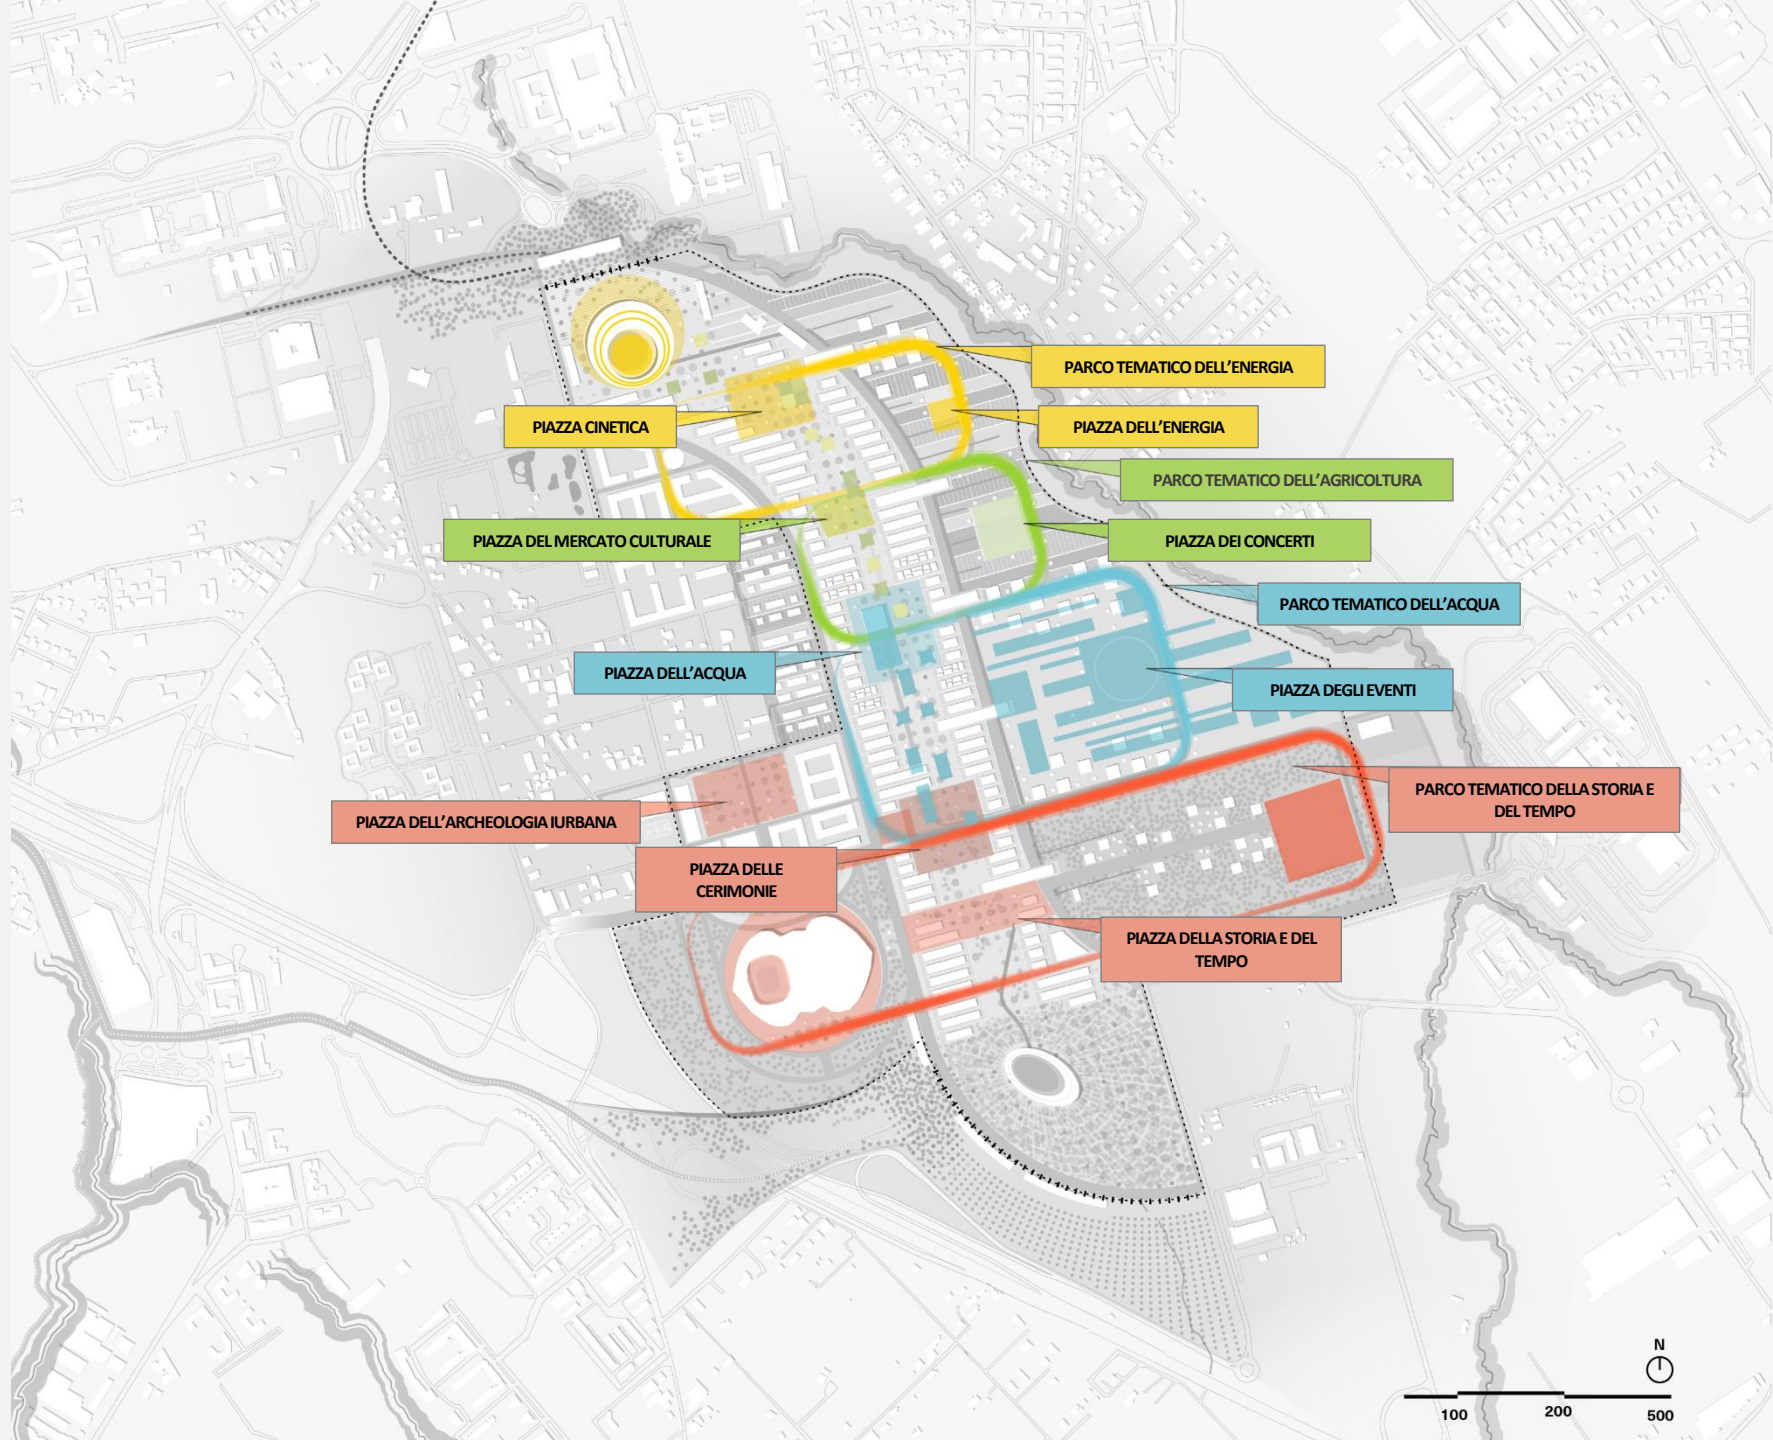 PARCO TEMATICO DELL'ENERGIA
PIAZZA CINETICA
PIAZZA DELL'ENERGIA
PARCO TEMATICO DELL'AGRICOLTURA
PIAZZA DEL MERCATO CULTURALE
PIAZZA DEI CONCERTI
PARCO TEMATICO DELL'ACQUA
PIAZZA DELL'ACQUA
PIAZZA DEGLI EVENTI
PARCO TEMATICO DELLA STORIA E
DEL TEMPO
PIAZZA DELL'ARCHEOLOGIA IURBANA
PIAZZA DELLE
CERIMONIE
PIAZZA DELLA STORIA E DEL
TEMPO
N
100 200 500